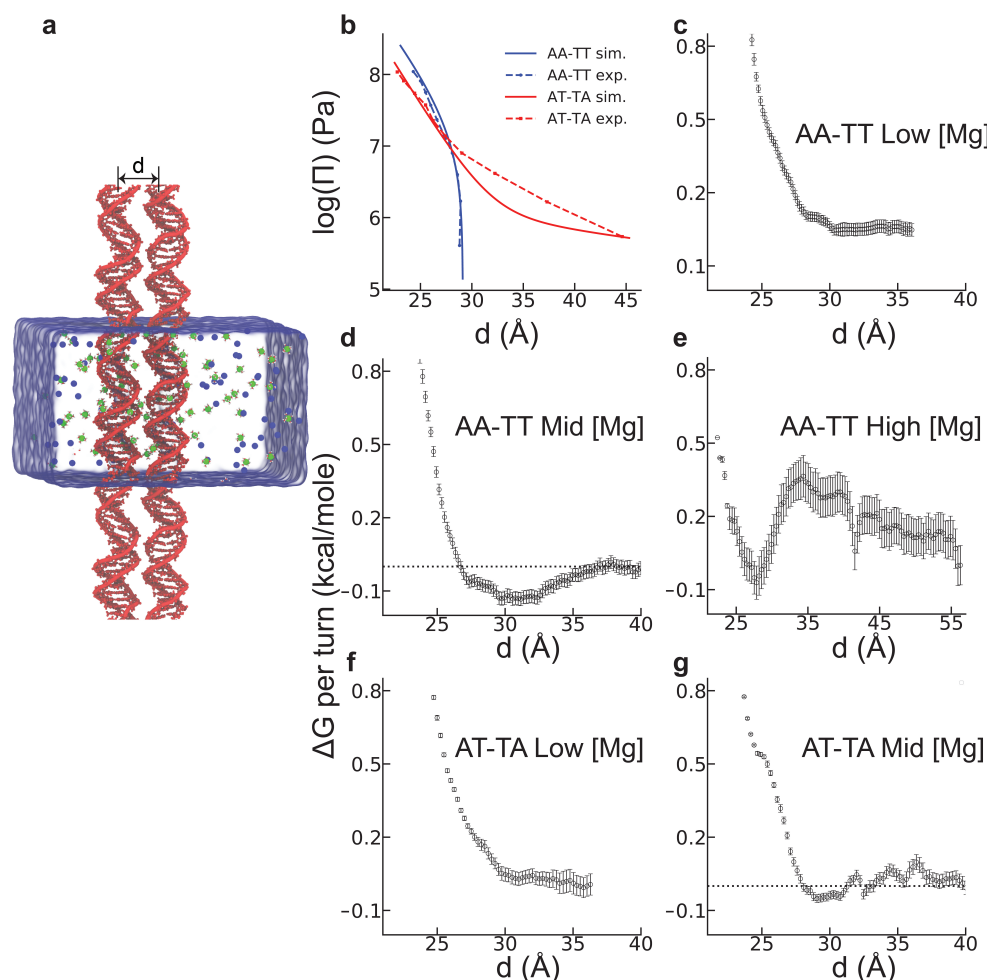 a
d
b
log(Π) (Pa)
8
7
6
5
25
30
35
40
45
d (Å)
AA-TT sim.
AA-TT exp.
AT-TA sim.
AT-TA exp.
c
0.8
0.5
0.2
0.1
25
30
35
40
d (Å)
AA-TT Low [Mg]
ΔG per turn (kcal/mole)
d
0.8
0.5
0.2
−0.1
25
30
35
40
d (Å)
AA-TT Mid [Mg]
e
0.8
0.5
0.2
−0.1
25
35
45
55
d (Å)
AA-TT High [Mg]
f
0.8
0.5
0.2
−0.1
25
30
35
40
d (Å)
AT-TA Low [Mg]
g
0.8
0.5
0.2
−0.1
25
30
35
40
d (Å)
AT-TA Mid [Mg]